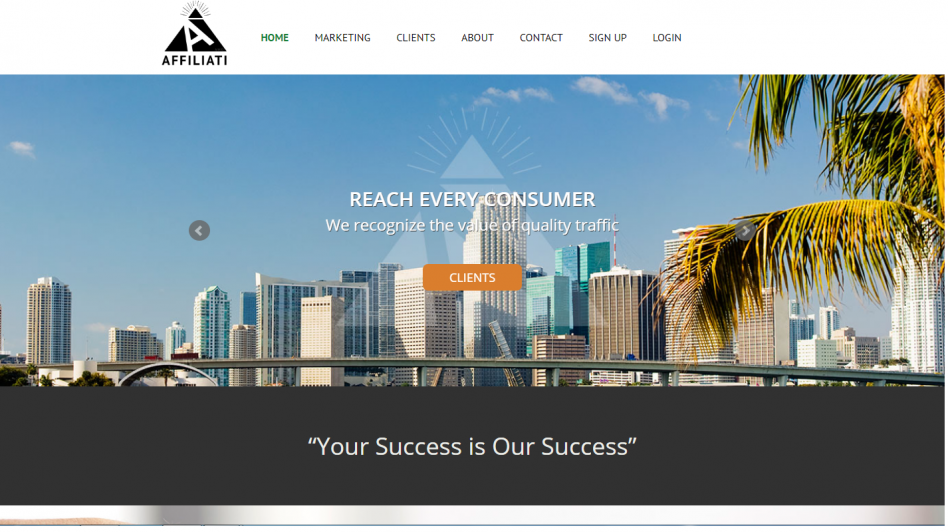 AFFILIATI
HOME MARKETING CLIENTS ABOUT CONTACT SIGN UP LOGIN
REACH EVERY CONSUMER
We recognize the value of quality traffic
CLIENTS
“Your Success is Our Success”